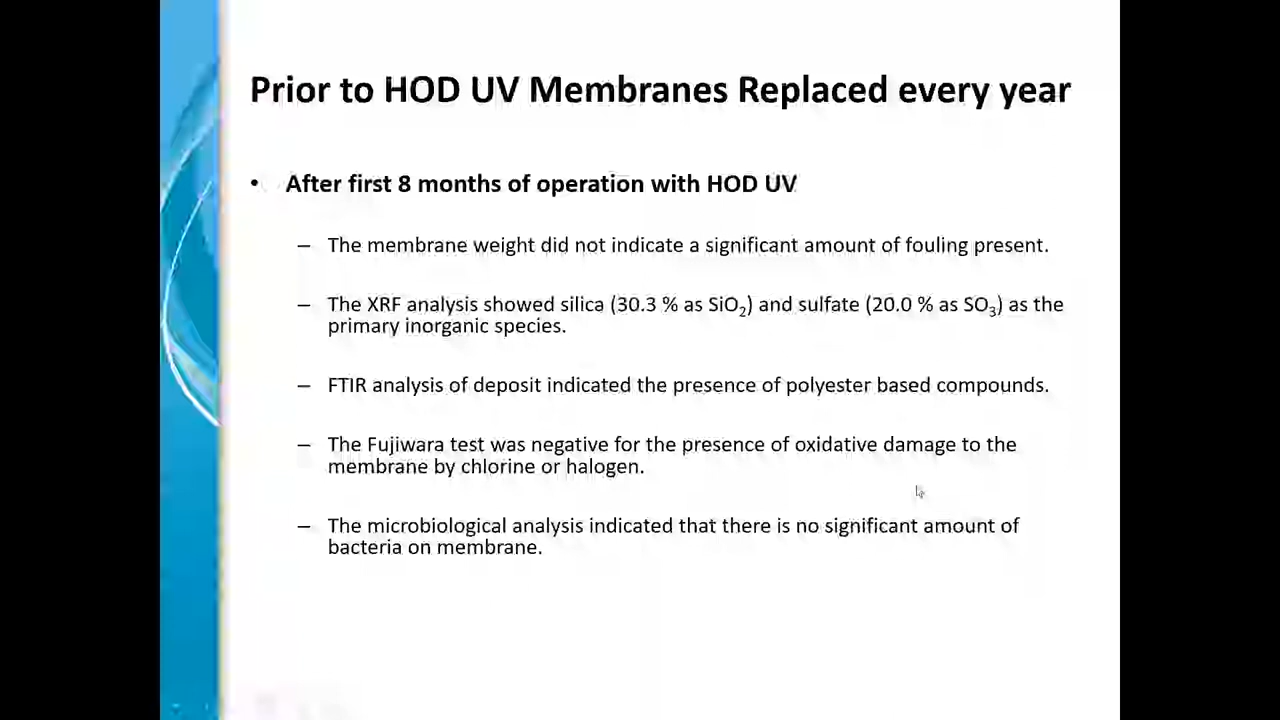 Prior to HOD UV Membranes Replaced every year
• After first 8 months of operation with HOD UV
– The membrane weight did not indicate a significant amount of fouling present.
– The XRF analysis showed silica (30.3 % as SiO₂) and sulfate (20.0 % as SO₃) as the
primary inorganic species.
– FTIR analysis of deposit indicated the presence of polyester based compounds.
– The Fujiwara test was negative for the presence of oxidative damage to the
membrane by chlorine or halogen.
– The microbiological analysis indicated that there is no significant amount of
bacteria on membrane.